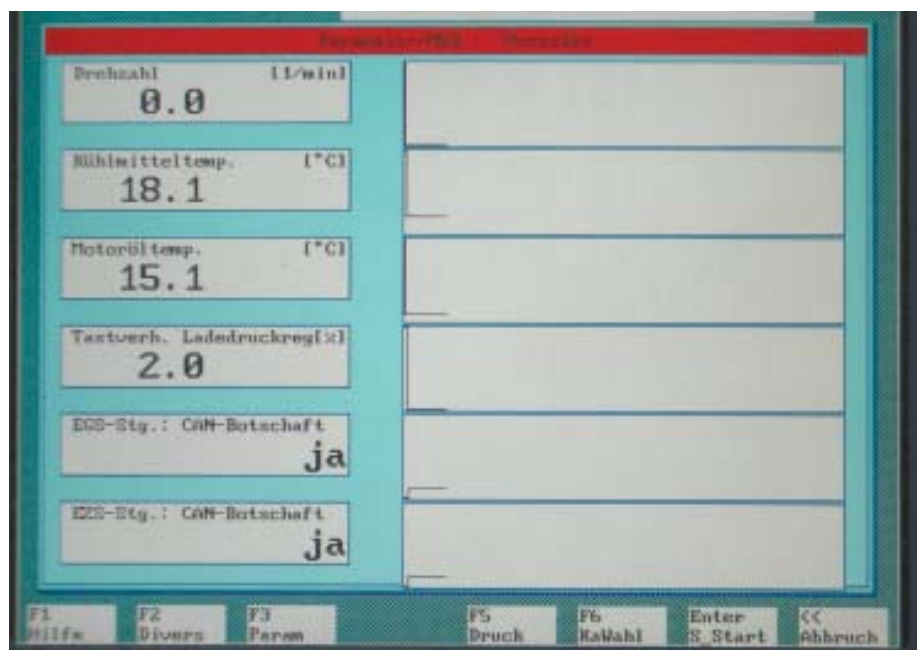 Drehzahl [1/min]
0.0
Kühlmitteltemp. [°C]
18.1
Motoröltemp. [°C]
15.1
Tastverh. Ladedruckreg[%]
2.0
EGS-Stg.: CAN-Botschaft
ja
EZS-Stg.: CAN-Botschaft
ja
F1 F2 F3 F5 F6 Enter <<
Hilfe Divers Param Druck KaWahl S_Start Abbruch